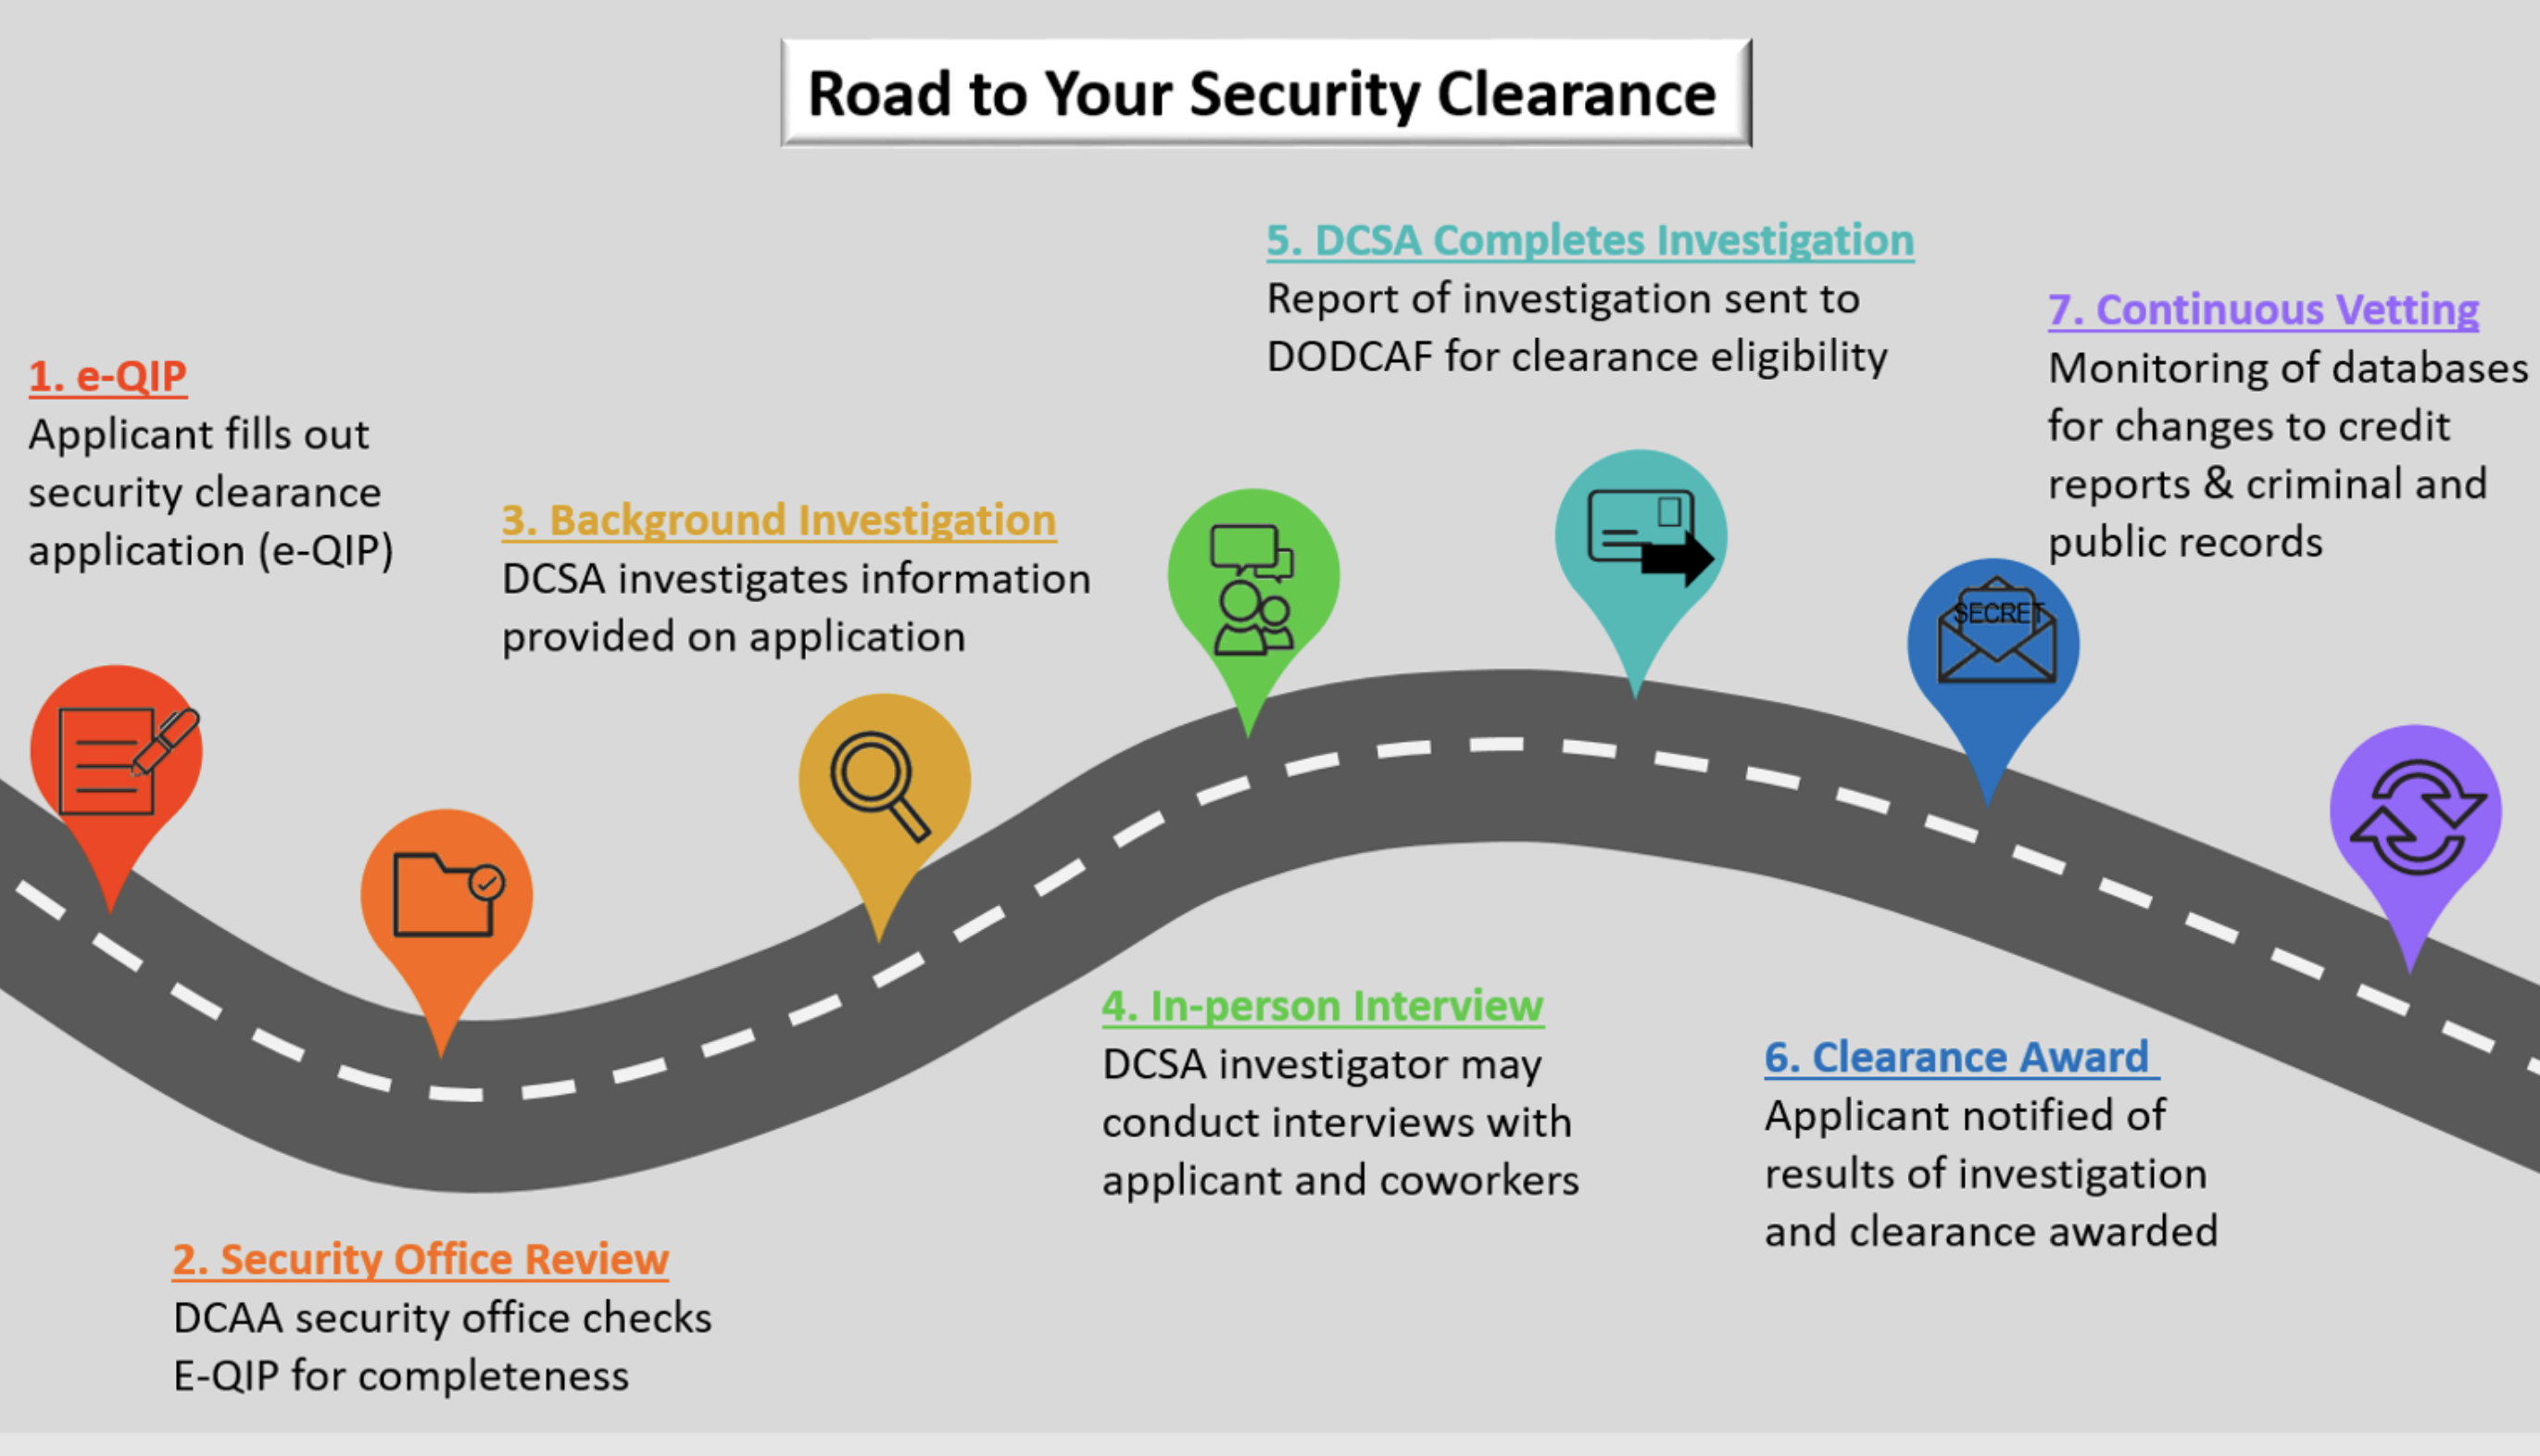 Road to Your Security Clearance
1. e-QIP
Applicant fills out
security clearance
application (e-QIP)
2. Security Office Review
DCAA security office checks
E-QIP for completeness
3. Background Investigation
DCSA investigates information
provided on application
4. In-person Interview
DCSA investigator may
conduct interviews with
applicant and coworkers
5. DCSA Completes Investigation
Report of investigation sent to
DODCAF for clearance eligibility
SECRET
6. Clearance Award
Applicant notified of
results of investigation
and clearance awarded
7. Continuous Vetting
Monitoring of databases
for changes to credit
reports & criminal and
public records